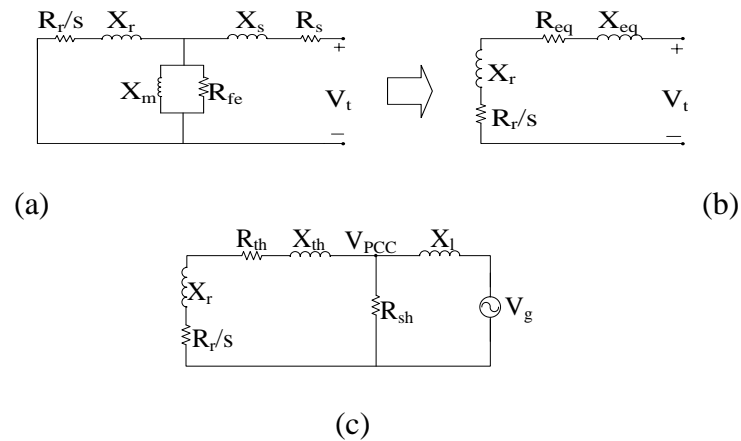 Rr/s Xr Xs Rs +
Xm Rfe Vt
−
Req Xeq +
Xr
Rr/s Vt
−
(a) (b)
Rth Xth VPCC Xl
Xr Rsh Vg
Rr/s
(c)